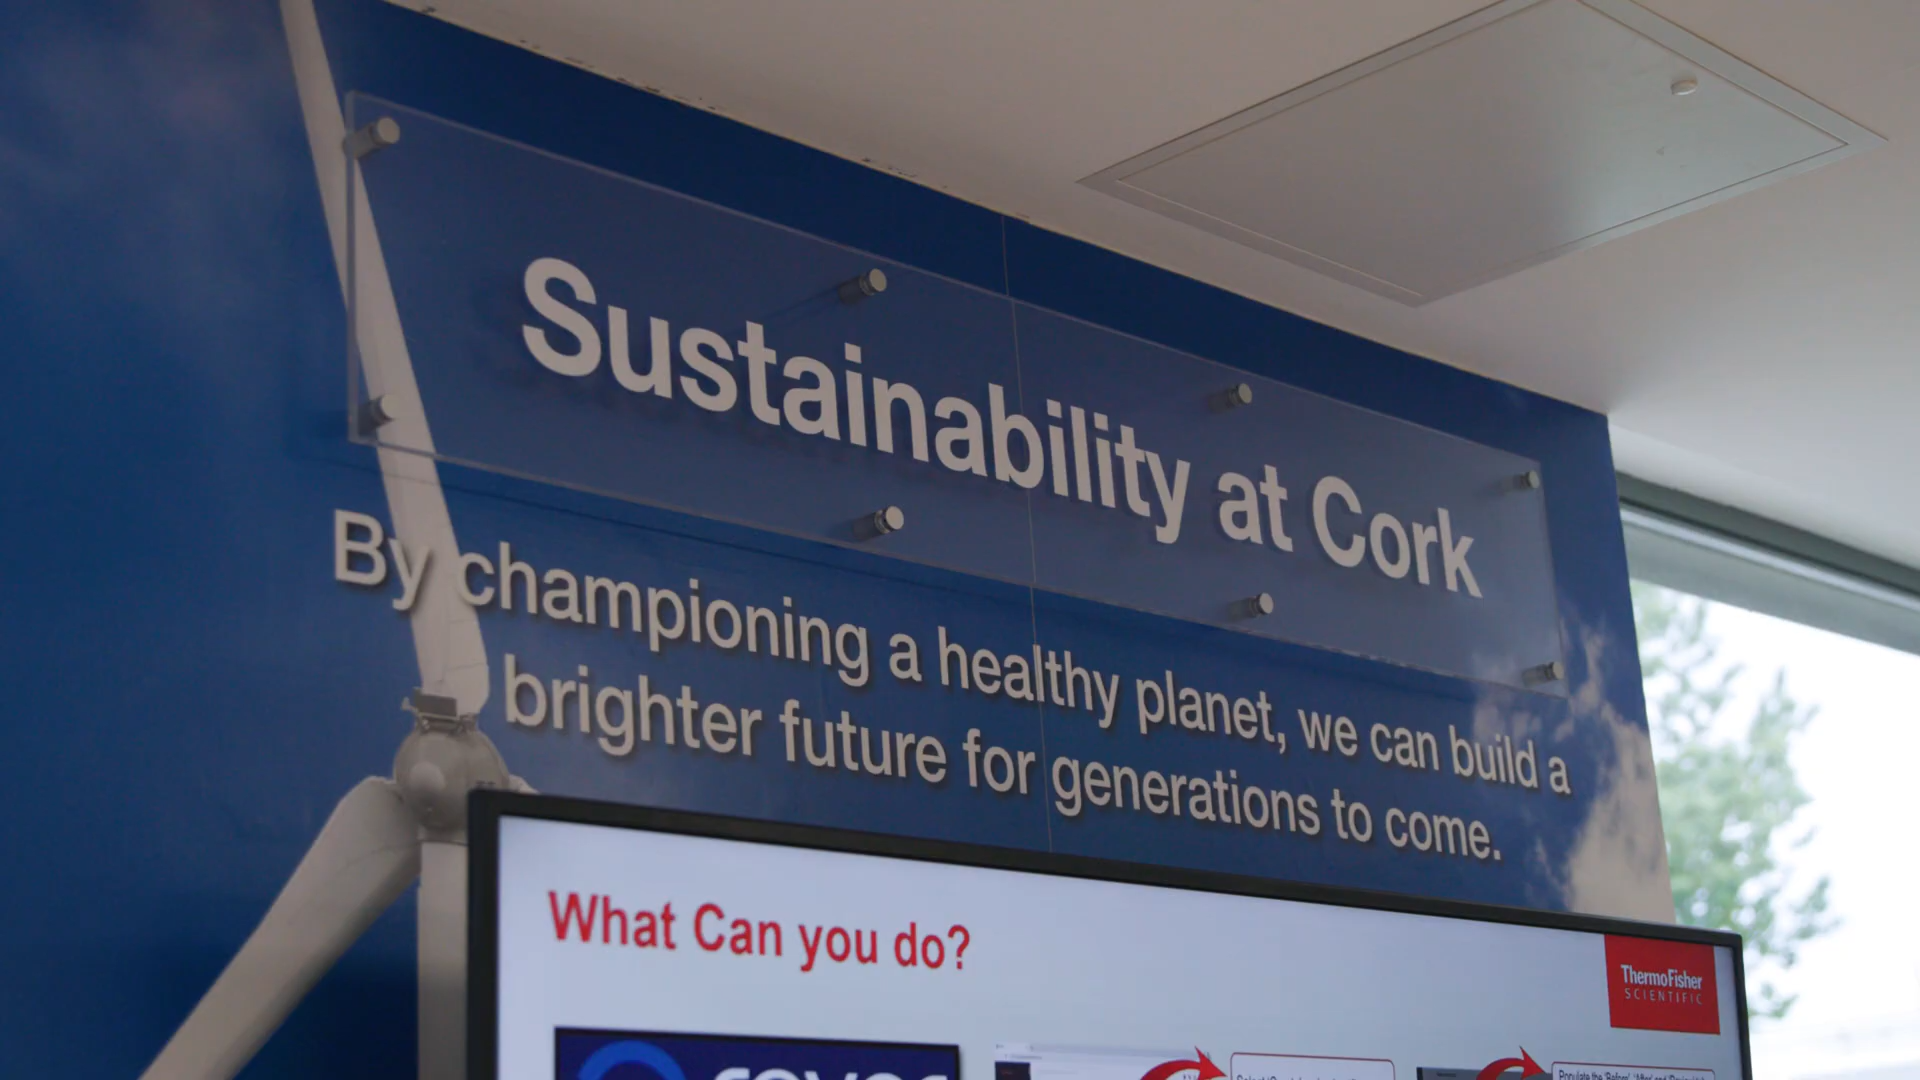 Sustainability at Cork
By championing a healthy planet, we can build a
brighter future for generations to come.
What Can you do?
ThermoFisher
SCIENTIFIC